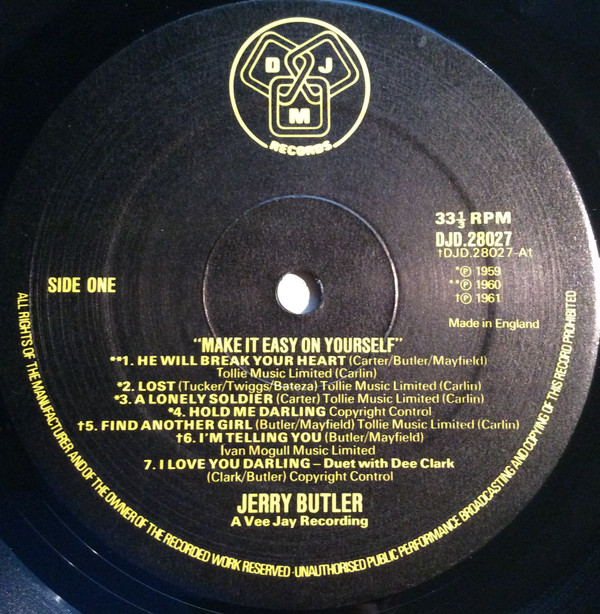 D J
M
RECORDS
33⅓ RPM
DJD.28027
†DJD.28027-A†
*Ⓟ 1959
**Ⓟ 1960
†Ⓟ 1961
Made in England
SIDE ONE
"MAKE IT EASY ON YOURSELF"
**1. HE WILL BREAK YOUR HEART (Carter/Butler/Mayfield)
Tollie Music Limited (Carlin)
*2. LOST (Tucker/Twiggs/Bateza) Tollie Music Limited (Carlin)
*3. A LONELY SOLDIER (Carter) Tollie Music Limited (Carlin)
*4. HOLD ME DARLING Copyright Control
†5. FIND ANOTHER GIRL (Butler/Mayfield) Tollie Music Limited (Carlin)
†6. I'M TELLING YOU (Butler/Mayfield)
Ivan Mogull Music Limited
7. I LOVE YOU DARLING – Duet with Dee Clark
(Clark/Butler) Copyright Control
JERRY BUTLER
A Vee Jay Recording
ALL RIGHTS OF THE MANUFACTURER AND OF THE OWNER OF THE RECORDED WORK RESERVED · UNAUTHORISED PUBLIC PERFORMANCE BROADCASTING AND COPYING OF THIS RECORD PROHIBITED